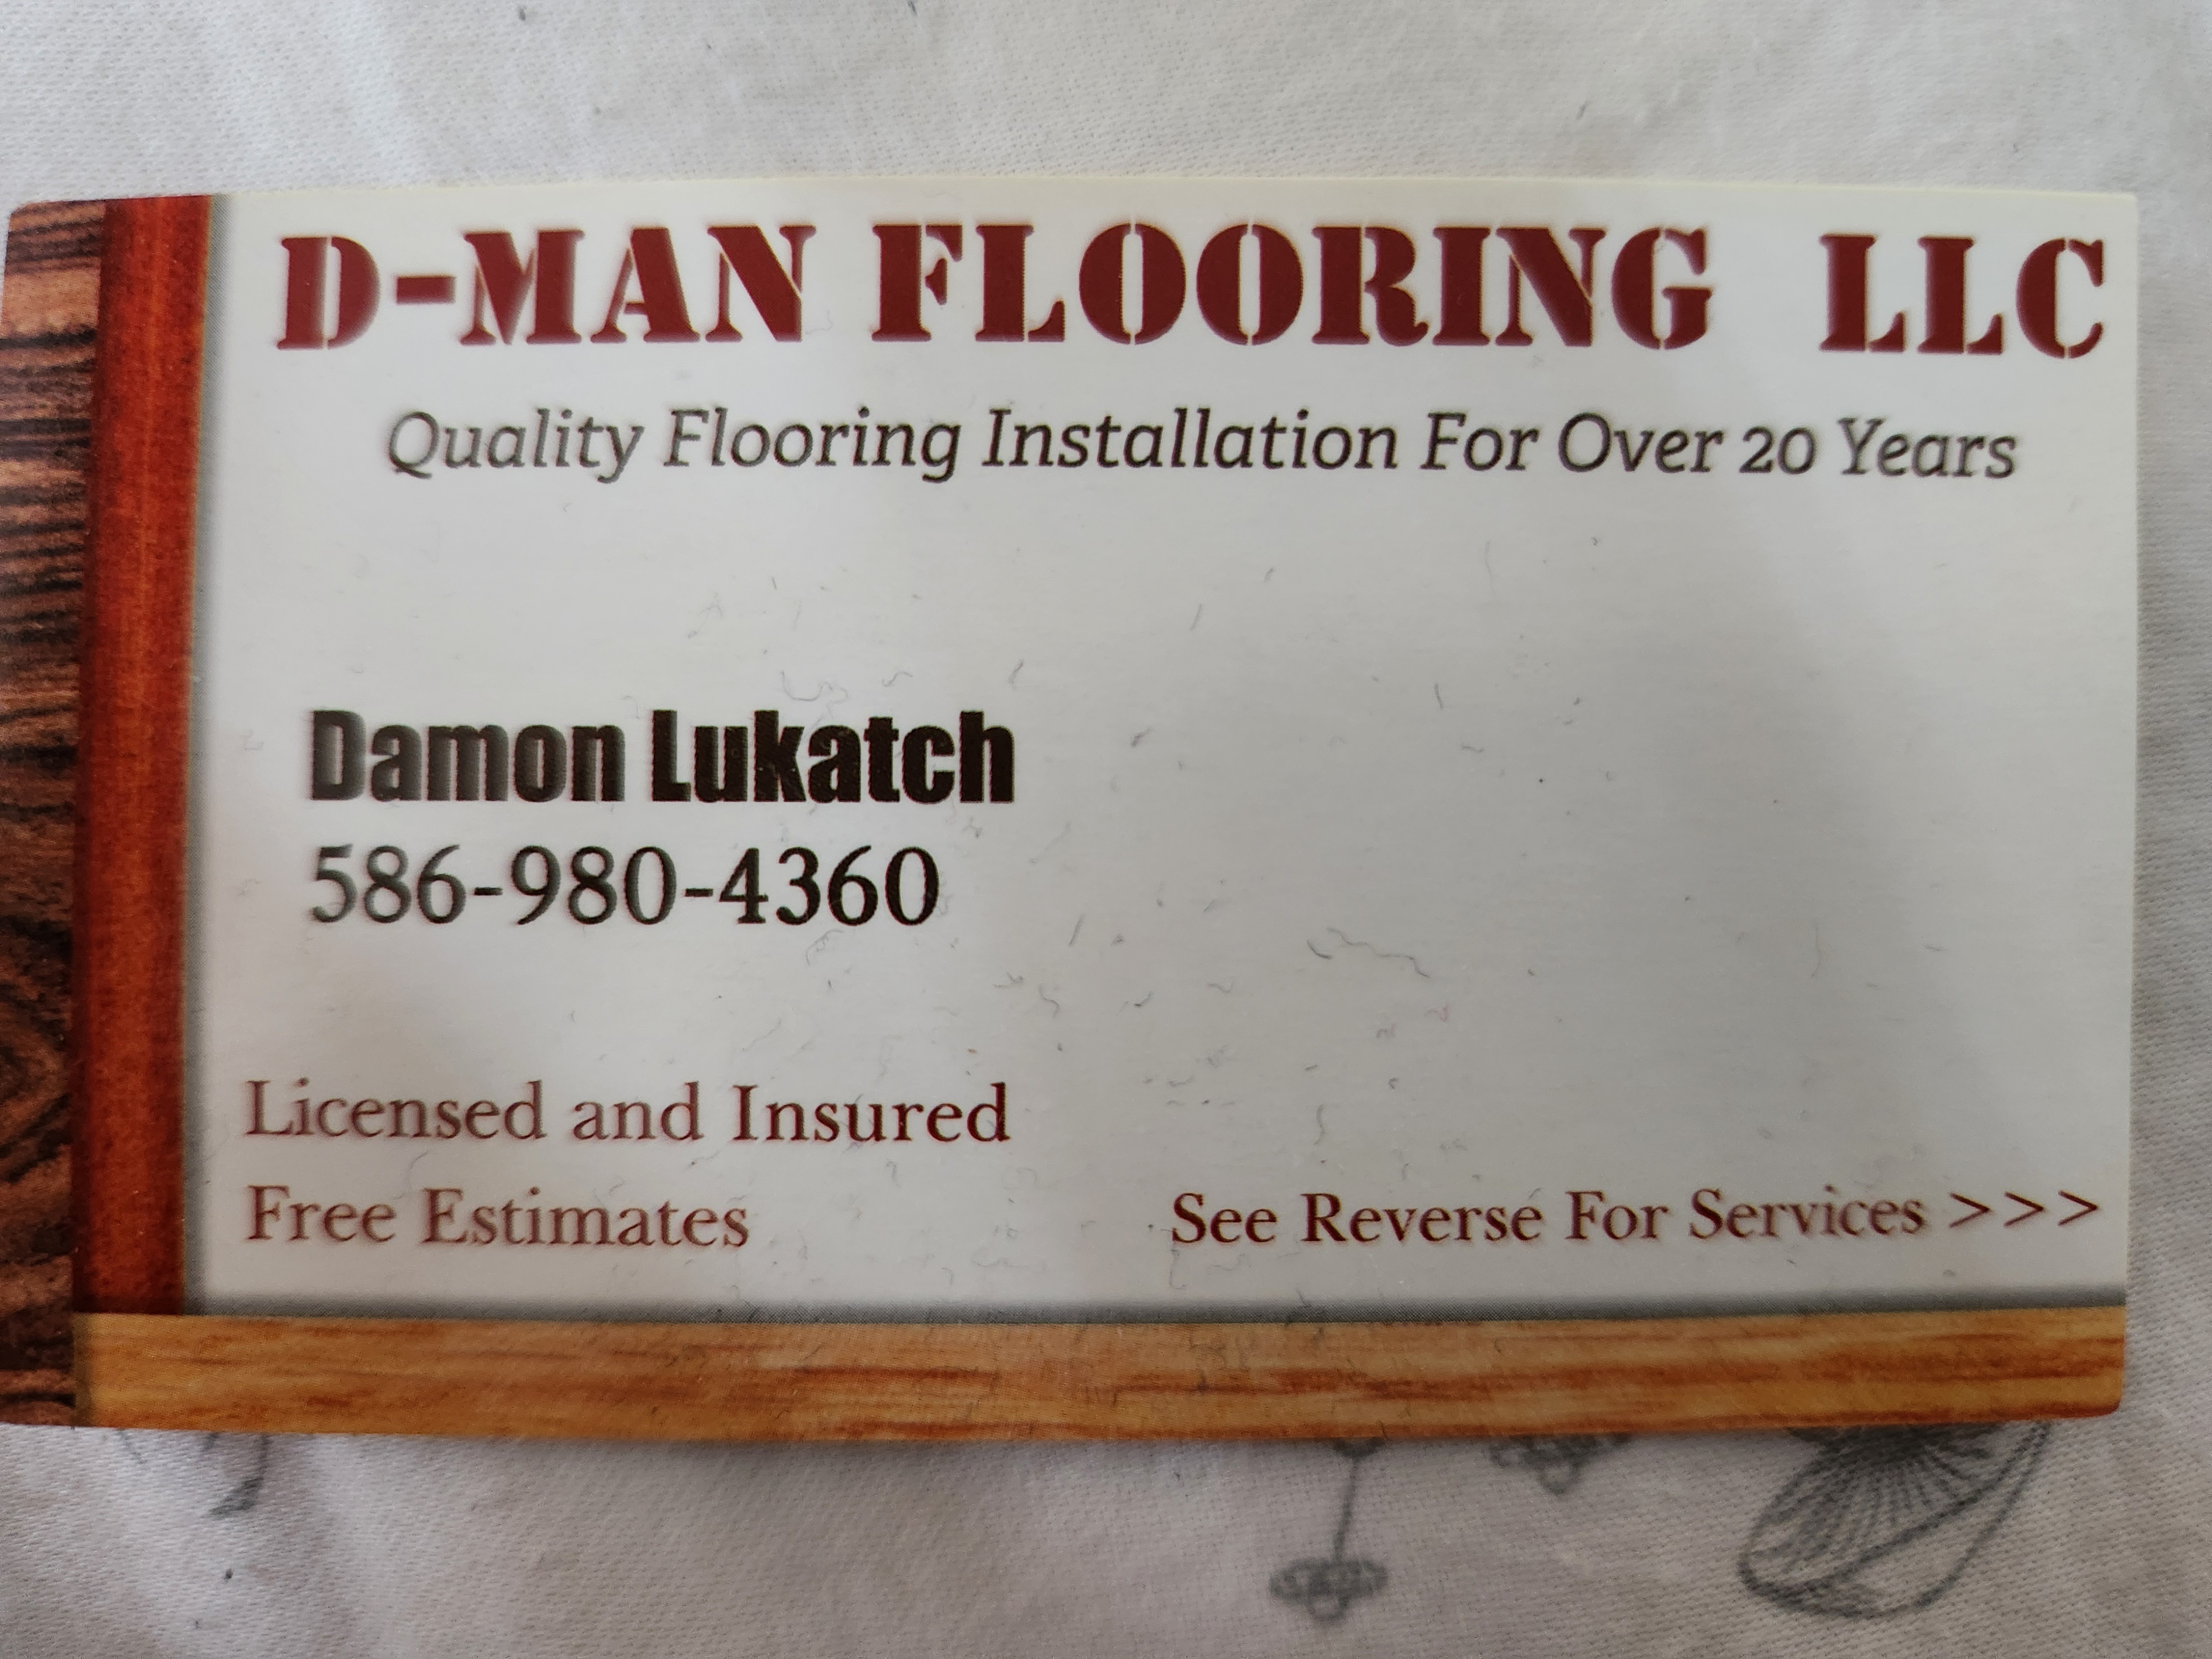 D-MAN FLOORING LLC
Quality Flooring Installation For Over 20 Years
Damon Lukatch
586-980-4360
Licensed and Insured
Free Estimates
See Reverse For Services >>>